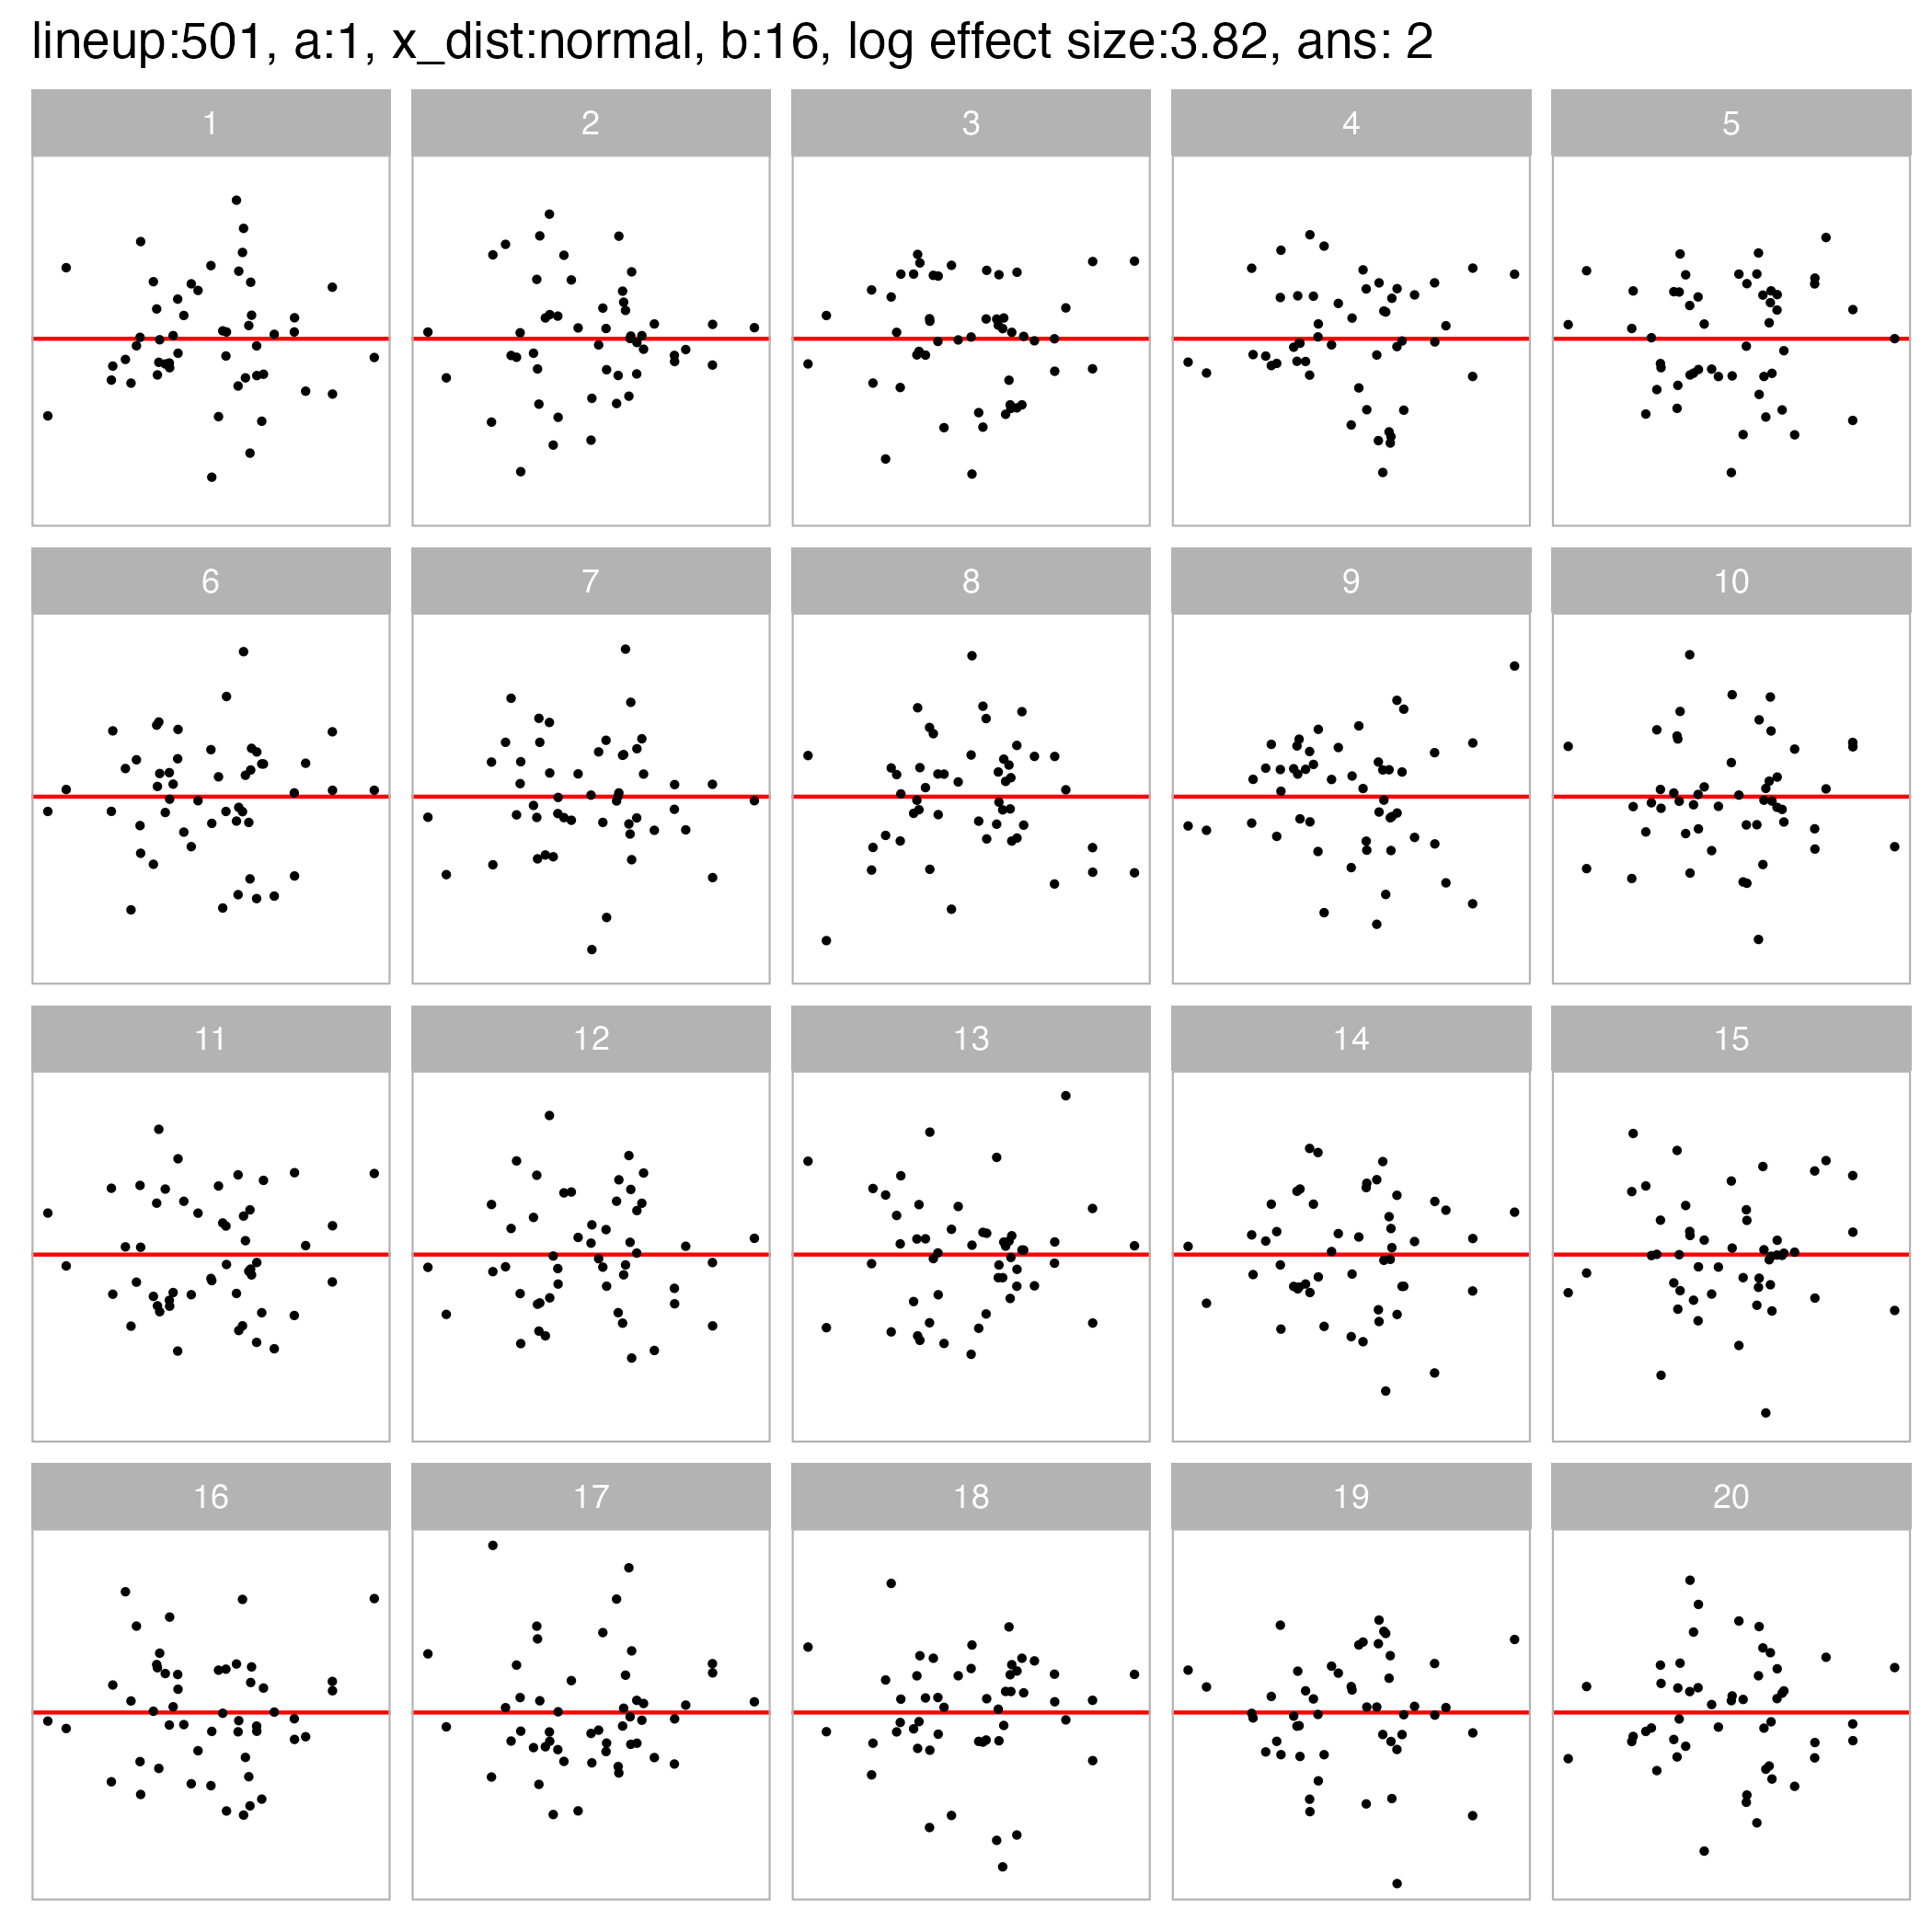 lineup:501, a:1, x_dist:normal, b:16, log effect size:3.82, ans: 2
1 2 3 4 5
6 7 8 9 10
11 12 13 14 15
16 17 18 19 20